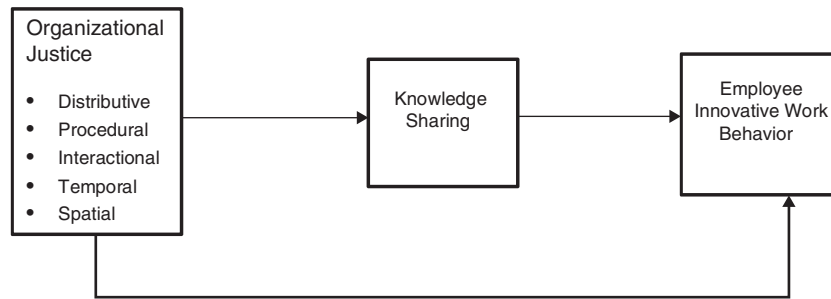 Organizational
Justice
• Distributive
• Procedural
• Interactional
• Temporal
• Spatial
Knowledge
Sharing
Employee
Innovative Work
Behavior